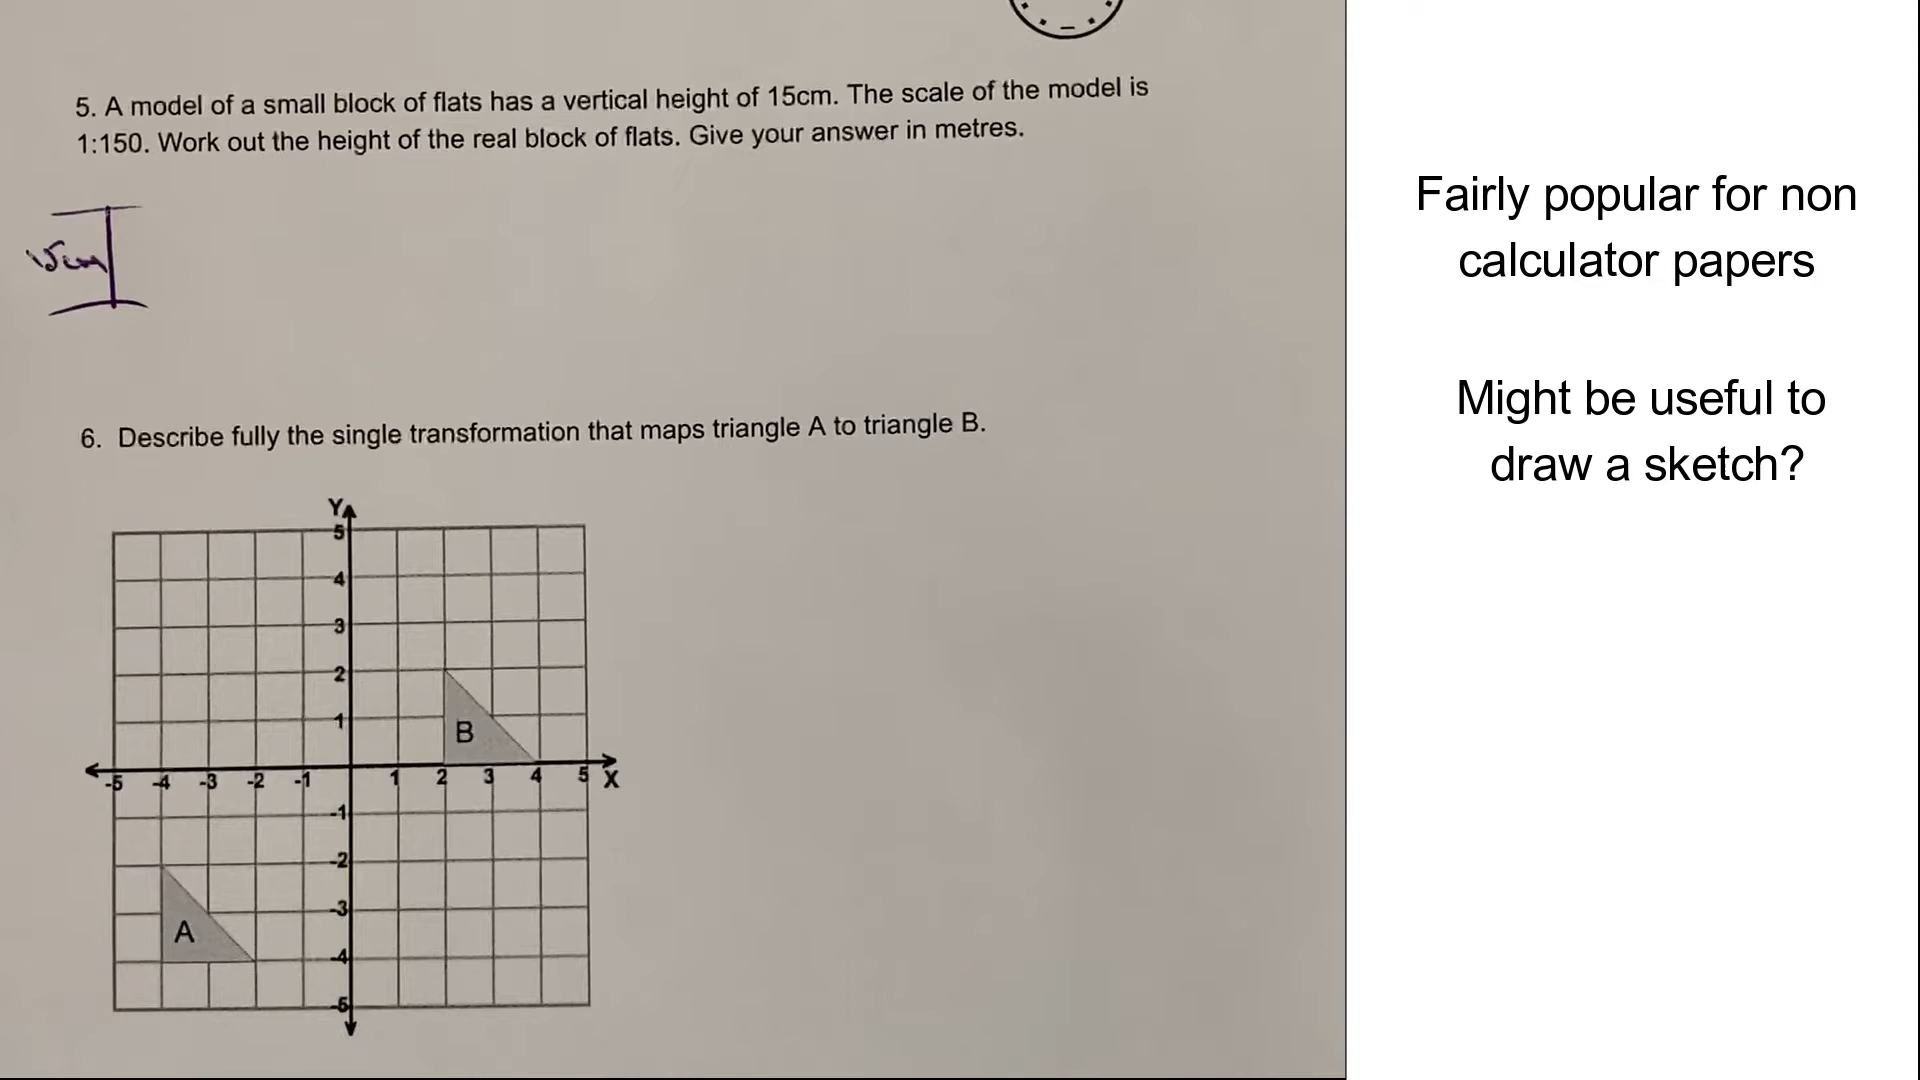 5. A model of a small block of flats has a vertical height of 15cm. The scale of the model is
1:150. Work out the height of the real block of flats. Give your answer in metres.
15cm
6. Describe fully the single transformation that maps triangle A to triangle B.
Y
5
4
3
2
1
B
-5 -4 -3 -2 -1 1 2 3 4 5 X
-1
-2
-3
A
-4
-5
Fairly popular for non
calculator papers
Might be useful to
draw a sketch?